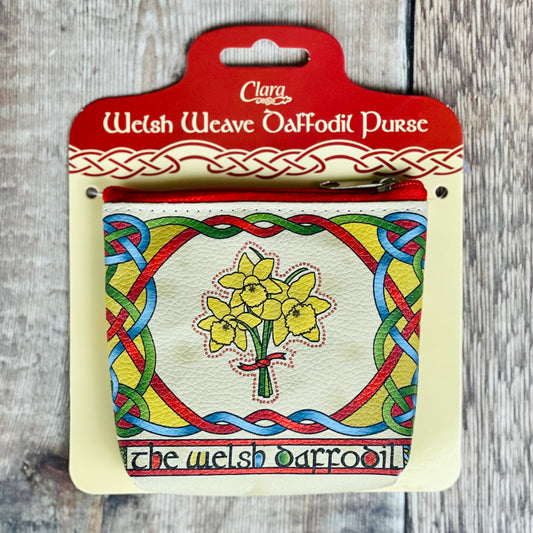 Clara
Welsh Weave Daffodil Purse
the welsh daffodil